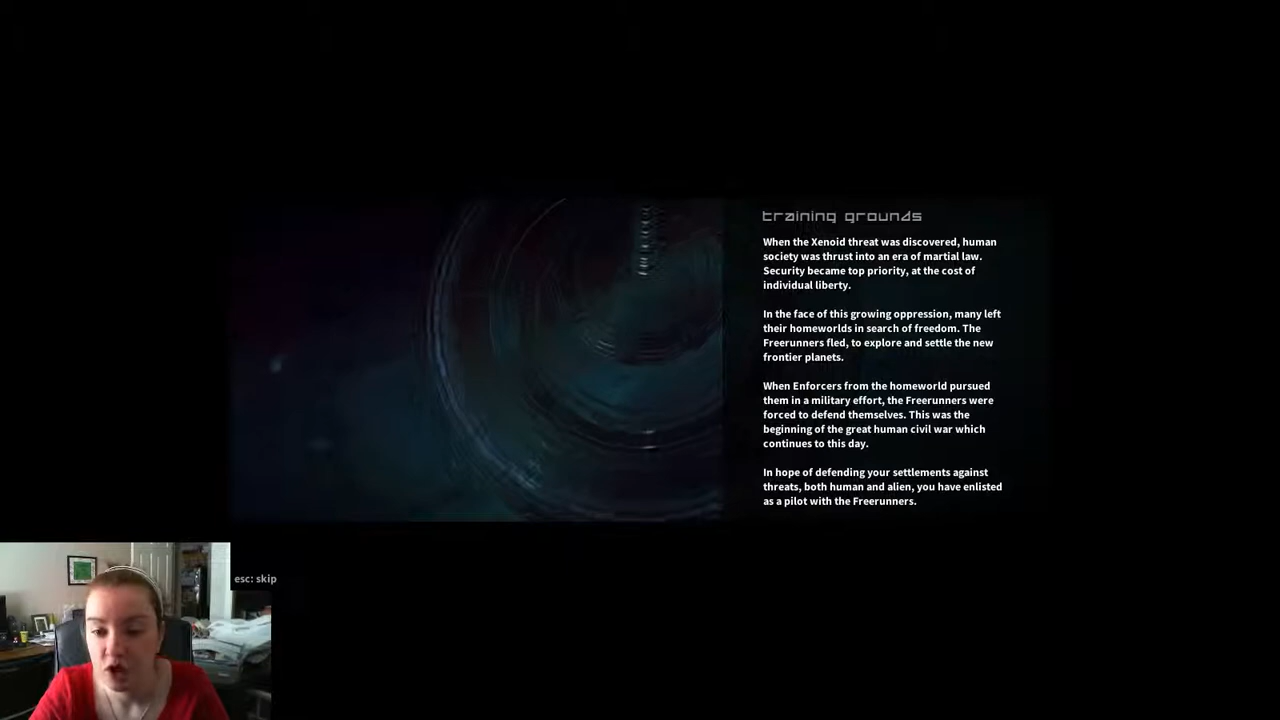 training grounds
When the Xenoid threat was discovered, human
society was thrust into an era of martial law.
Security became top priority, at the cost of
individual liberty.
In the face of this growing oppression, many left
their homeworlds in search of freedom. The
Freerunners fled, to explore and settle the new
frontier planets.
When Enforcers from the homeworld pursued
them in a military effort, the Freerunners were
forced to defend themselves. This was the
beginning of the great human civil war which
continues to this day.
In hope of defending your settlements against
threats, both human and alien, you have enlisted
as a pilot with the Freerunners.
esc: skip